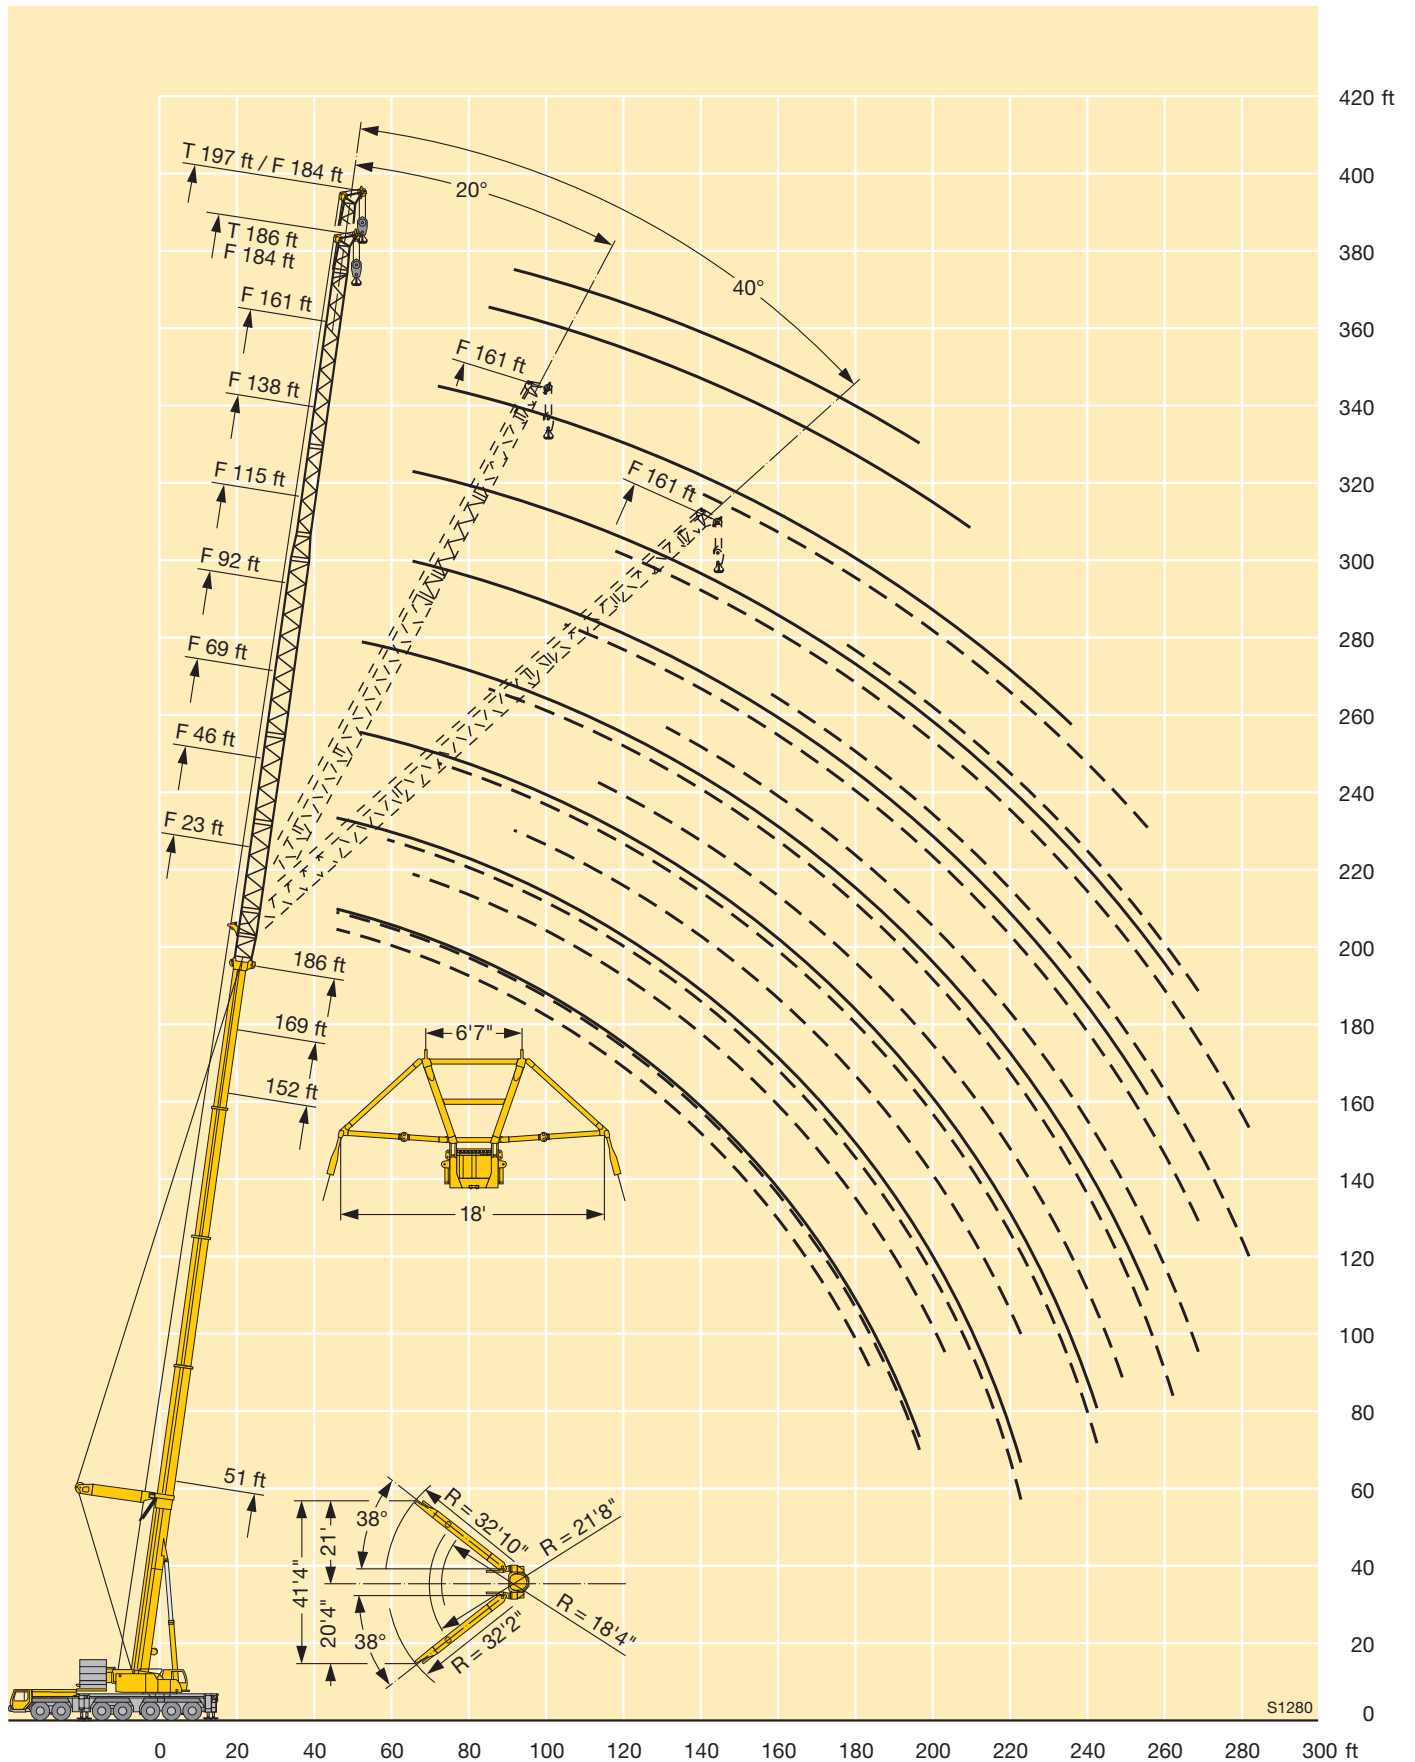 420 ft
T 197 ft / F 184 ft
400
20°
T 186 ft
F 184 ft
380
40°
F 161 ft
360
F 161 ft
F 138 ft
340
F 161 ft
F 115 ft
320
F 92 ft
300
F 69 ft
280
F 46 ft
260
240
F 23 ft
220
200
186 ft
169 ft
6'7"
180
152 ft
160
140
18'
120
100
80
51 ft
60
R = 32'10"
R = 21'8"
38°
21'
41'4"
40
20'4"
38°
R = 32'2"
R = 18'4"
20
S1280
0
0 20 40 60 80 100 120 140 160 180 200 220 240 260 280 300 ft